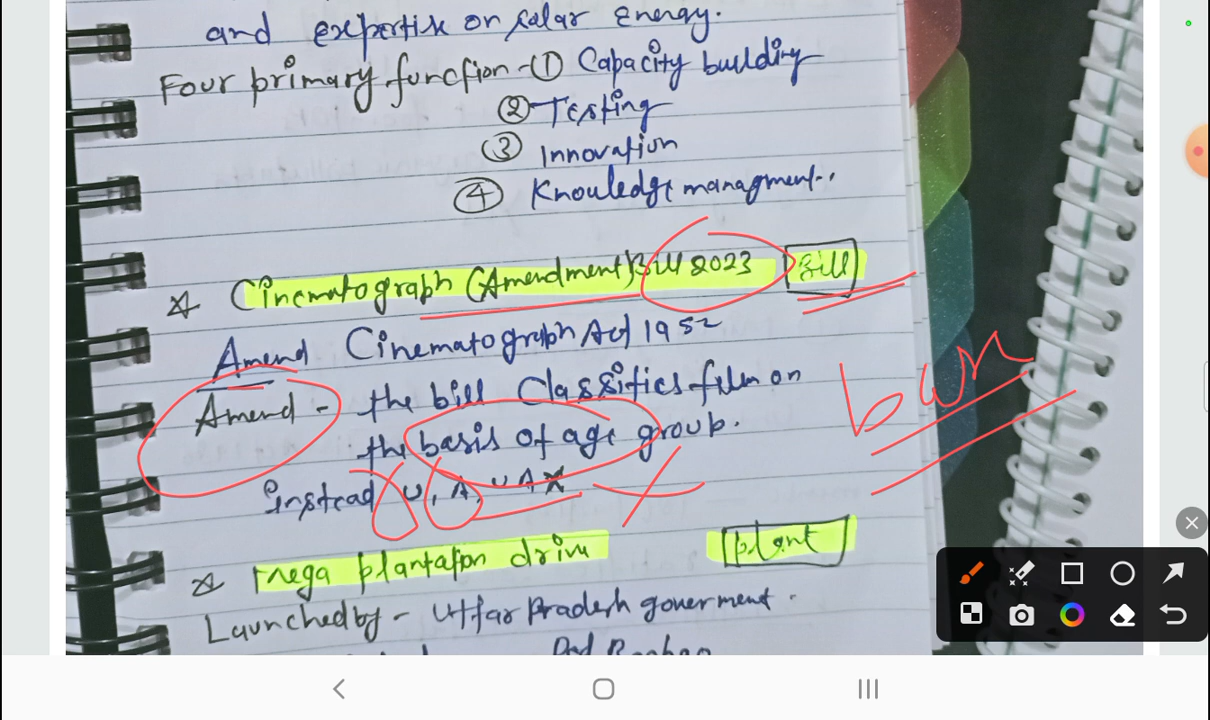 and expertise on solar Energy.
Four primary function - ① Capacity building
② Testing
③ Innovation
④ Knowledge managment..
☆ Cinematograph (Amendment) Bill 2023 Bill
Amend Cinematograph Act 1952
Amend - the bill Classifies film on
the basis of age group.
instead U, A, UA X
☆ Mega plantation drive plant
Launched by - Uttar Pradesh goverment.